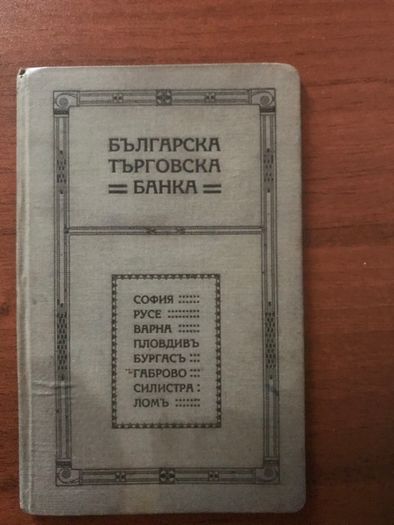 БЪЛГАРСКА
ТЪРГОВСКА
= БАНКА =
СОФИЯ
РУСЕ
ВАРНА
ПЛОВДИВЪ
БУРГАСЪ
ГАБРОВО
СИЛИСТРА
ЛОМЪ